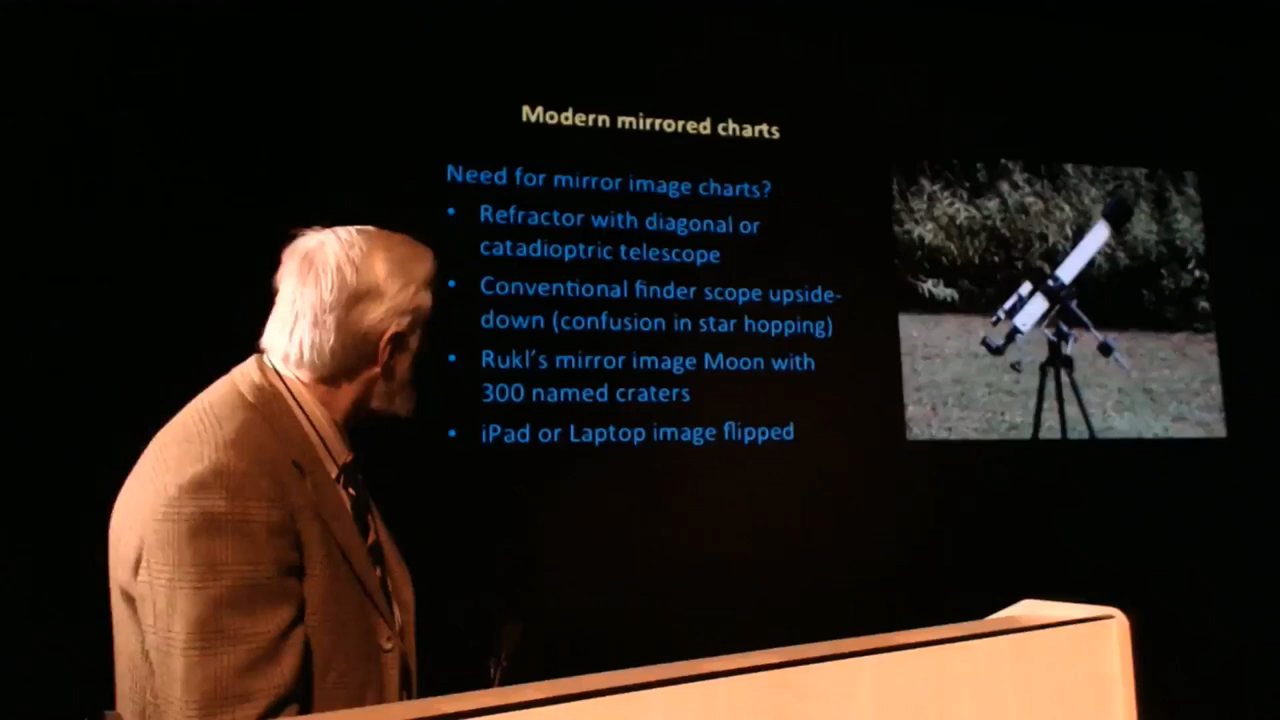 Modern mirrored charts
Need for mirror image charts?
• Refractor with diagonal or
catadioptric telescope
• Conventional finder scope upside-
down (confusion in star hopping)
• Rukl's mirror image Moon with
300 named craters
• iPad or Laptop image flipped